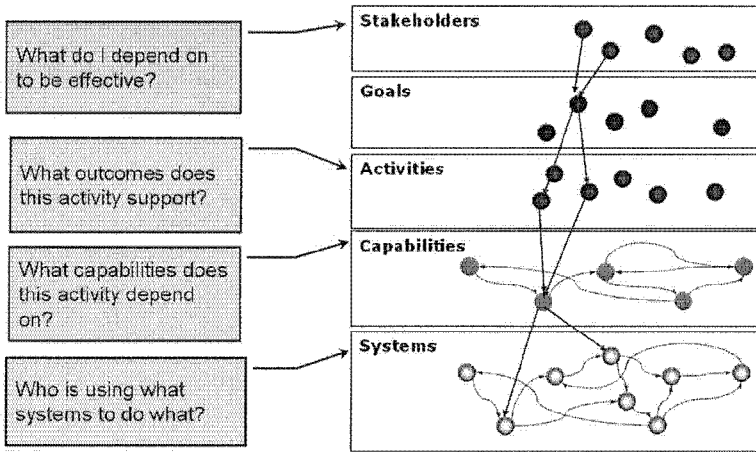 What do I depend on
to be effective?
What outcomes does
this activity support?
What capabilities does
this activity depend
on?
Who is using what
systems to do what?
Stakeholders
Goals
Activities
Capabilities
Systems